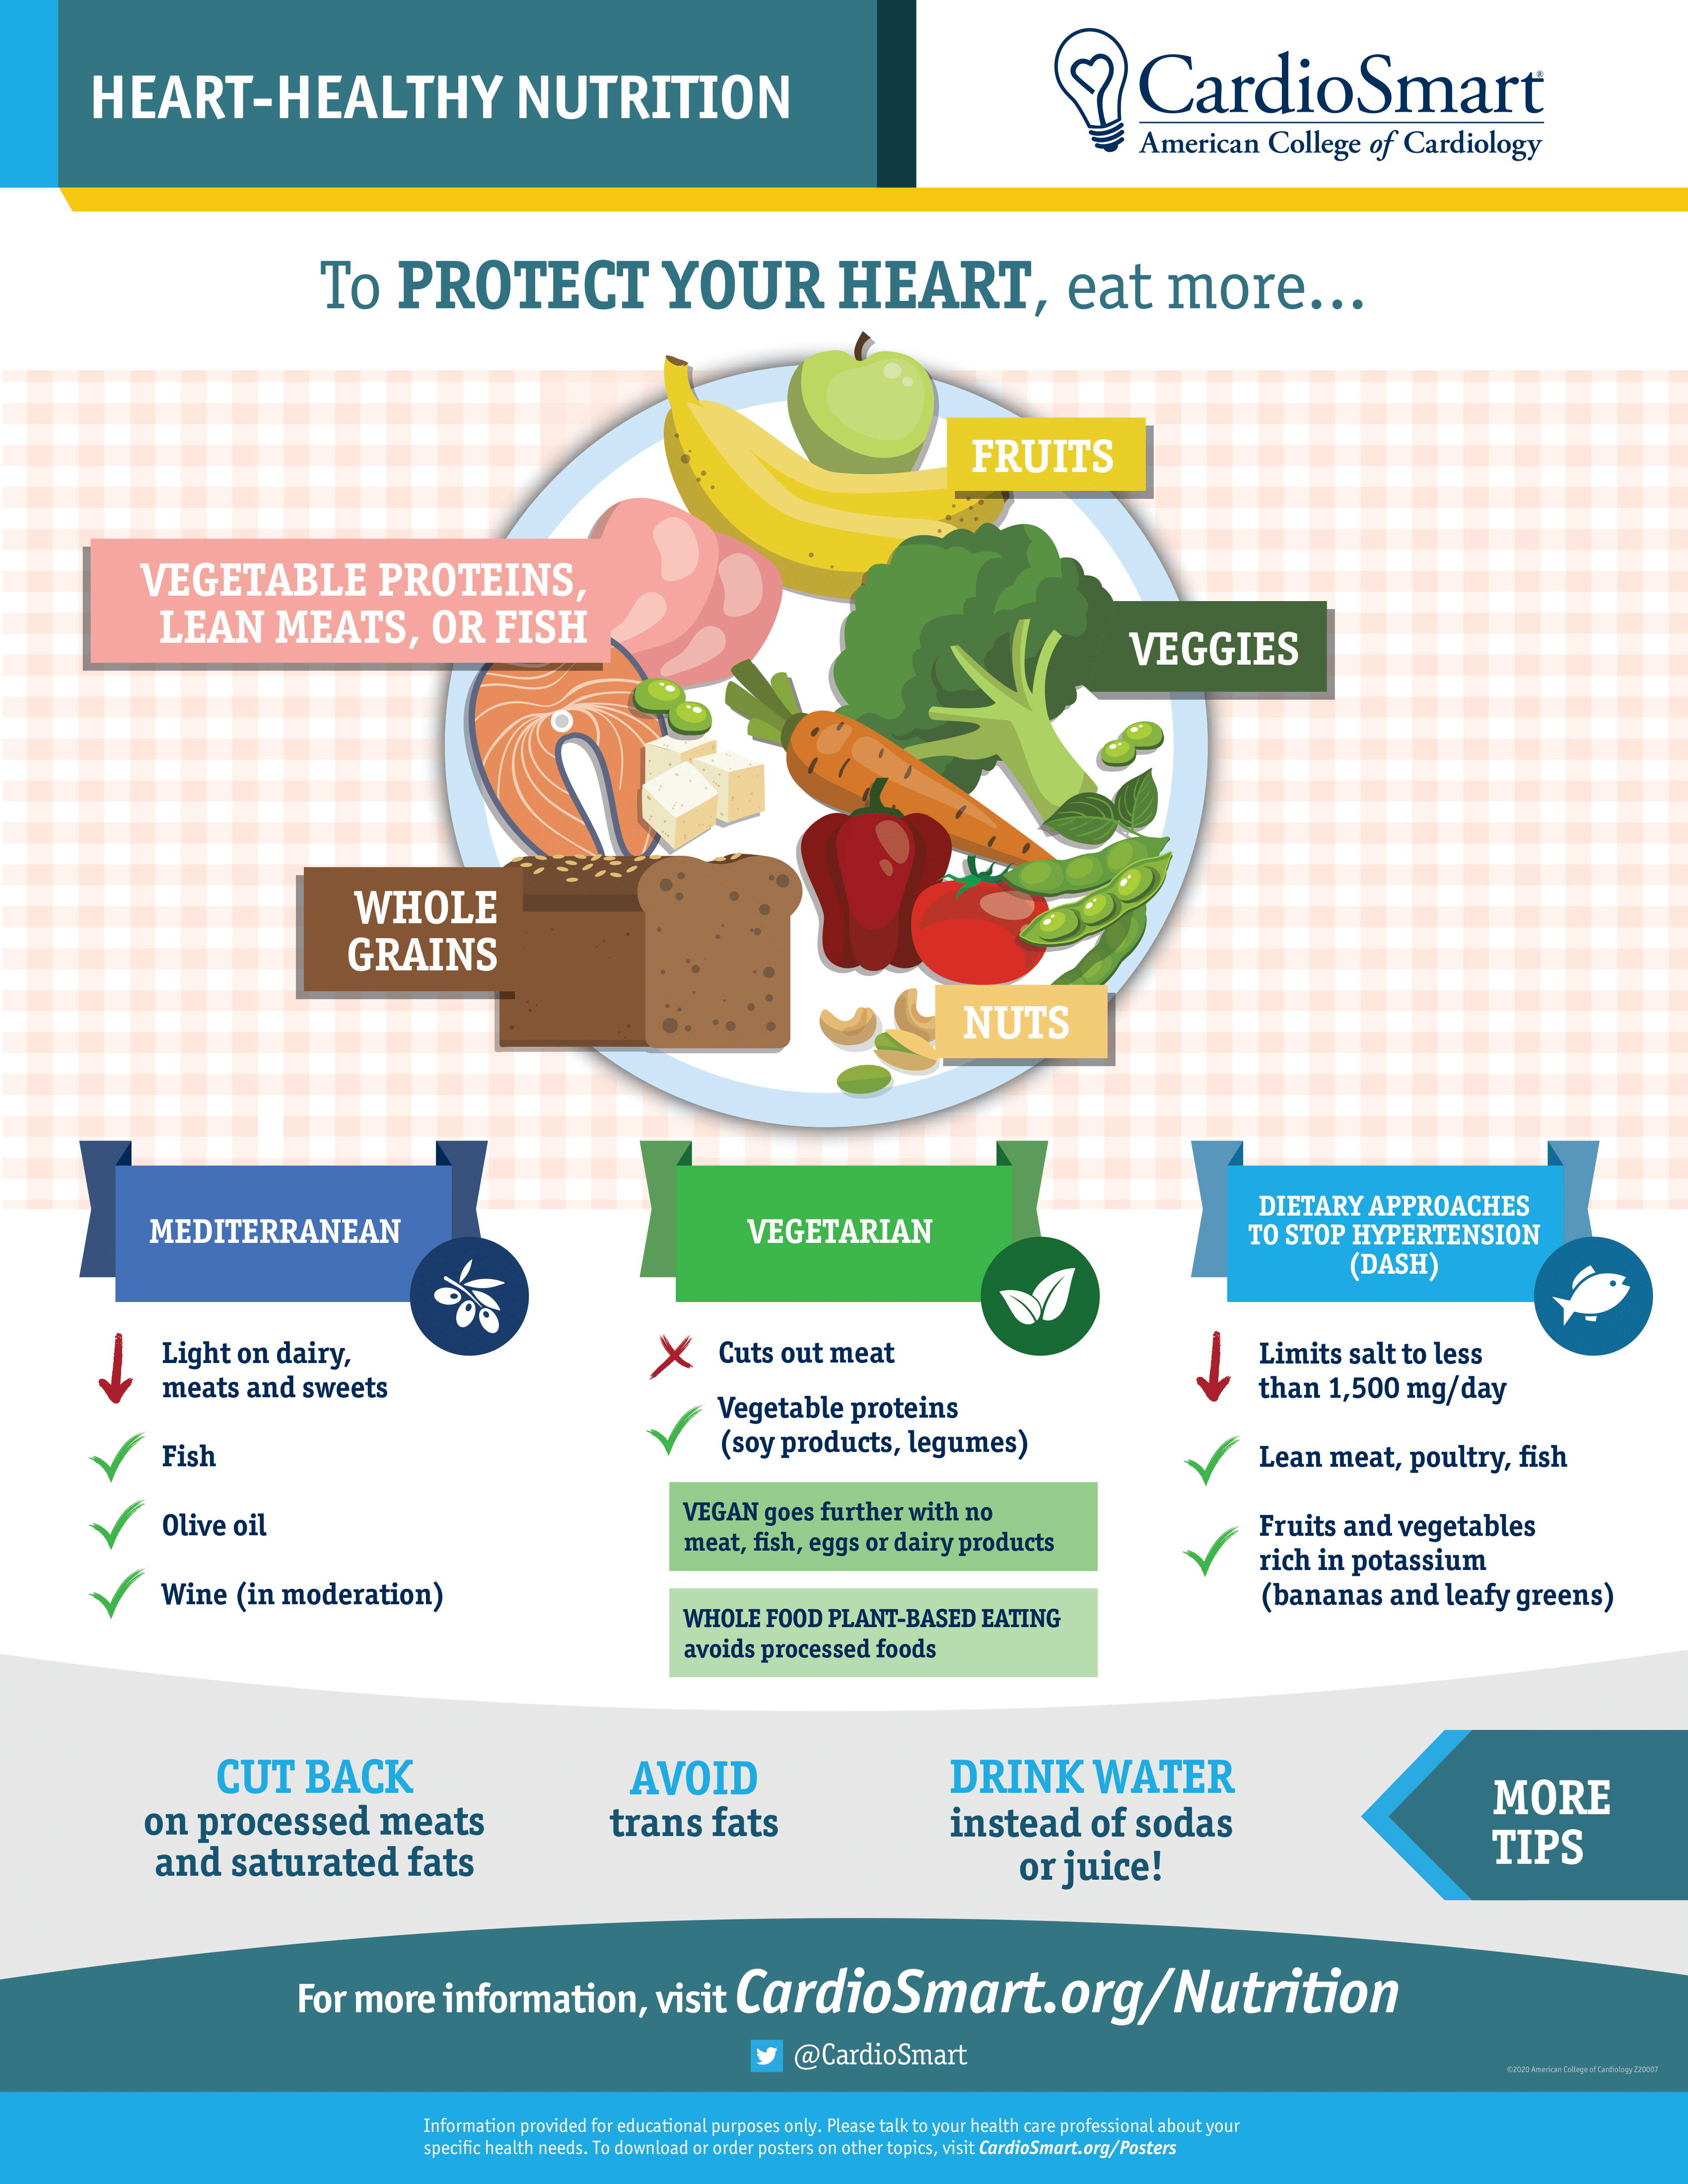 HEART-HEALTHY NUTRITION
CardioSmart®
American College of Cardiology
To PROTECT YOUR HEART, eat more...
FRUITS
VEGETABLE PROTEINS,
LEAN MEATS, OR FISH
VEGGIES
WHOLE
GRAINS
NUTS
MEDITERRANEAN
Light on dairy,
meats and sweets
Fish
Olive oil
Wine (in moderation)
VEGETARIAN
Cuts out meat
Vegetable proteins
(soy products, legumes)
VEGAN goes further with no
meat, fish, eggs or dairy products
WHOLE FOOD PLANT-BASED EATING
avoids processed foods
DIETARY APPROACHES
TO STOP HYPERTENSION
(DASH)
Limits salt to less
than 1,500 mg/day
Lean meat, poultry, fish
Fruits and vegetables
rich in potassium
(bananas and leafy greens)
CUT BACK
on processed meats
and saturated fats
AVOID
trans fats
DRINK WATER
instead of sodas
or juice!
MORE
TIPS
For more information, visit CardioSmart.org/Nutrition
@CardioSmart
©2020 American College of Cardiology Z20007
Information provided for educational purposes only. Please talk to your health care professional about your
specific health needs. To download or order posters on other topics, visit CardioSmart.org/Posters